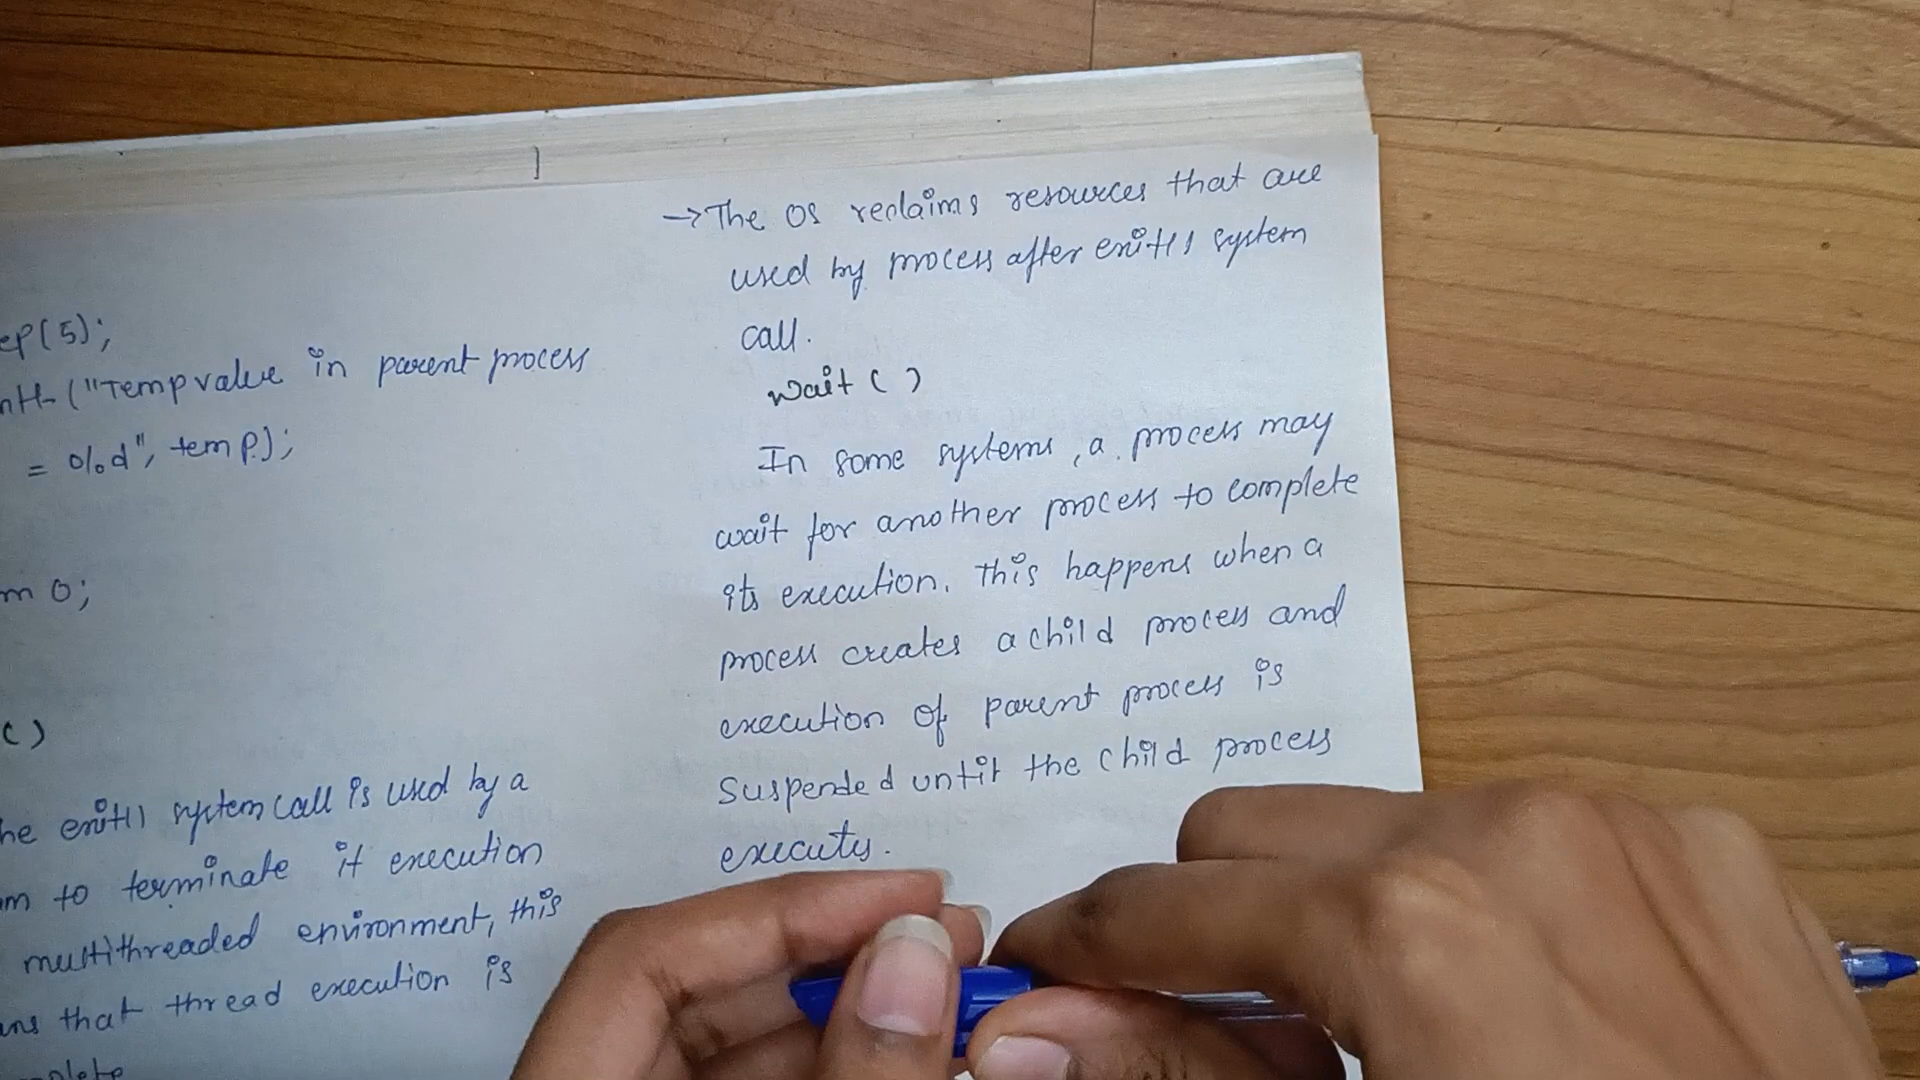 ep(5);
("Temp value in parent process
= %d", temp);
0;
()
exit() system call is used by a
to terminate it execution
multithreaded environment, this
that thread execution is
→ The OS reclaims resources that are
used by process after exit() system
call.
wait ( )
In some systems, a process may
wait for another process to complete
its execution. This happens when a
process creates a child process and
execution of parent process is
suspended until the child process
executes.